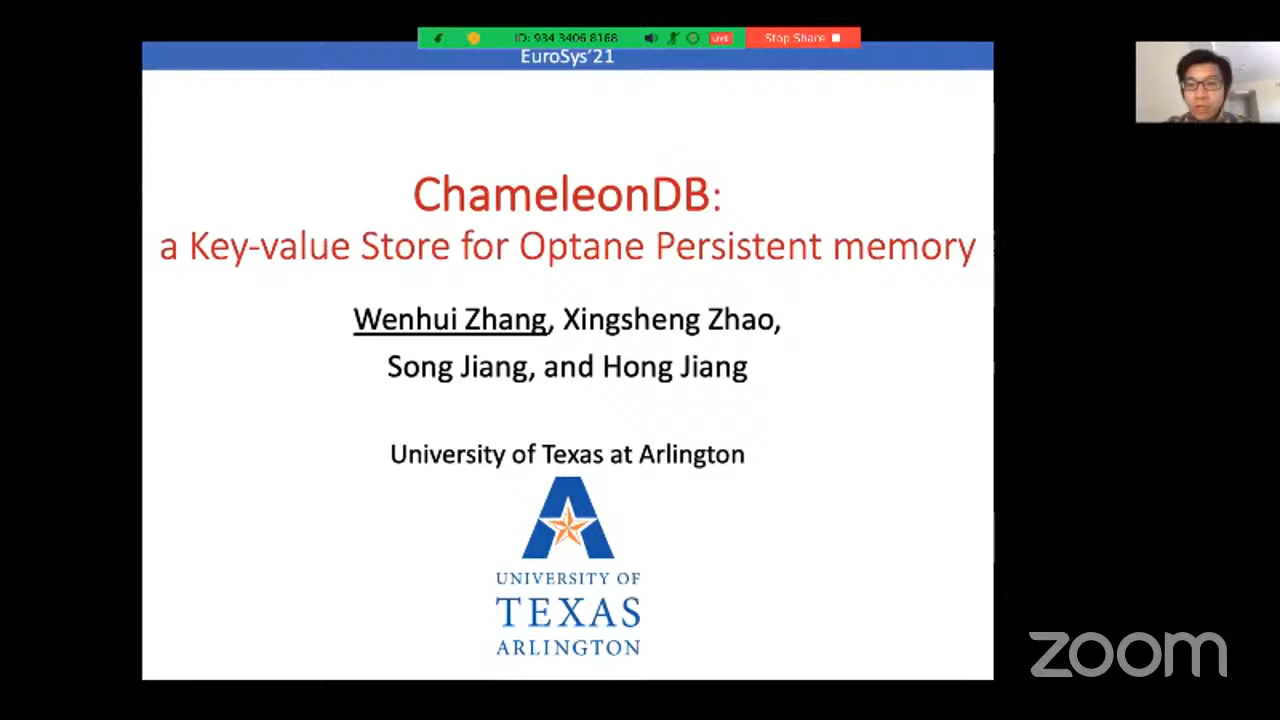 ID: 934 3406 8168
LIVE
Stop Share
EuroSys'21
ChameleonDB:
a Key-value Store for Optane Persistent memory
Wenhui Zhang, Xingsheng Zhao,
Song Jiang, and Hong Jiang
University of Texas at Arlington
UNIVERSITY OF
TEXAS
ARLINGTON
zoom